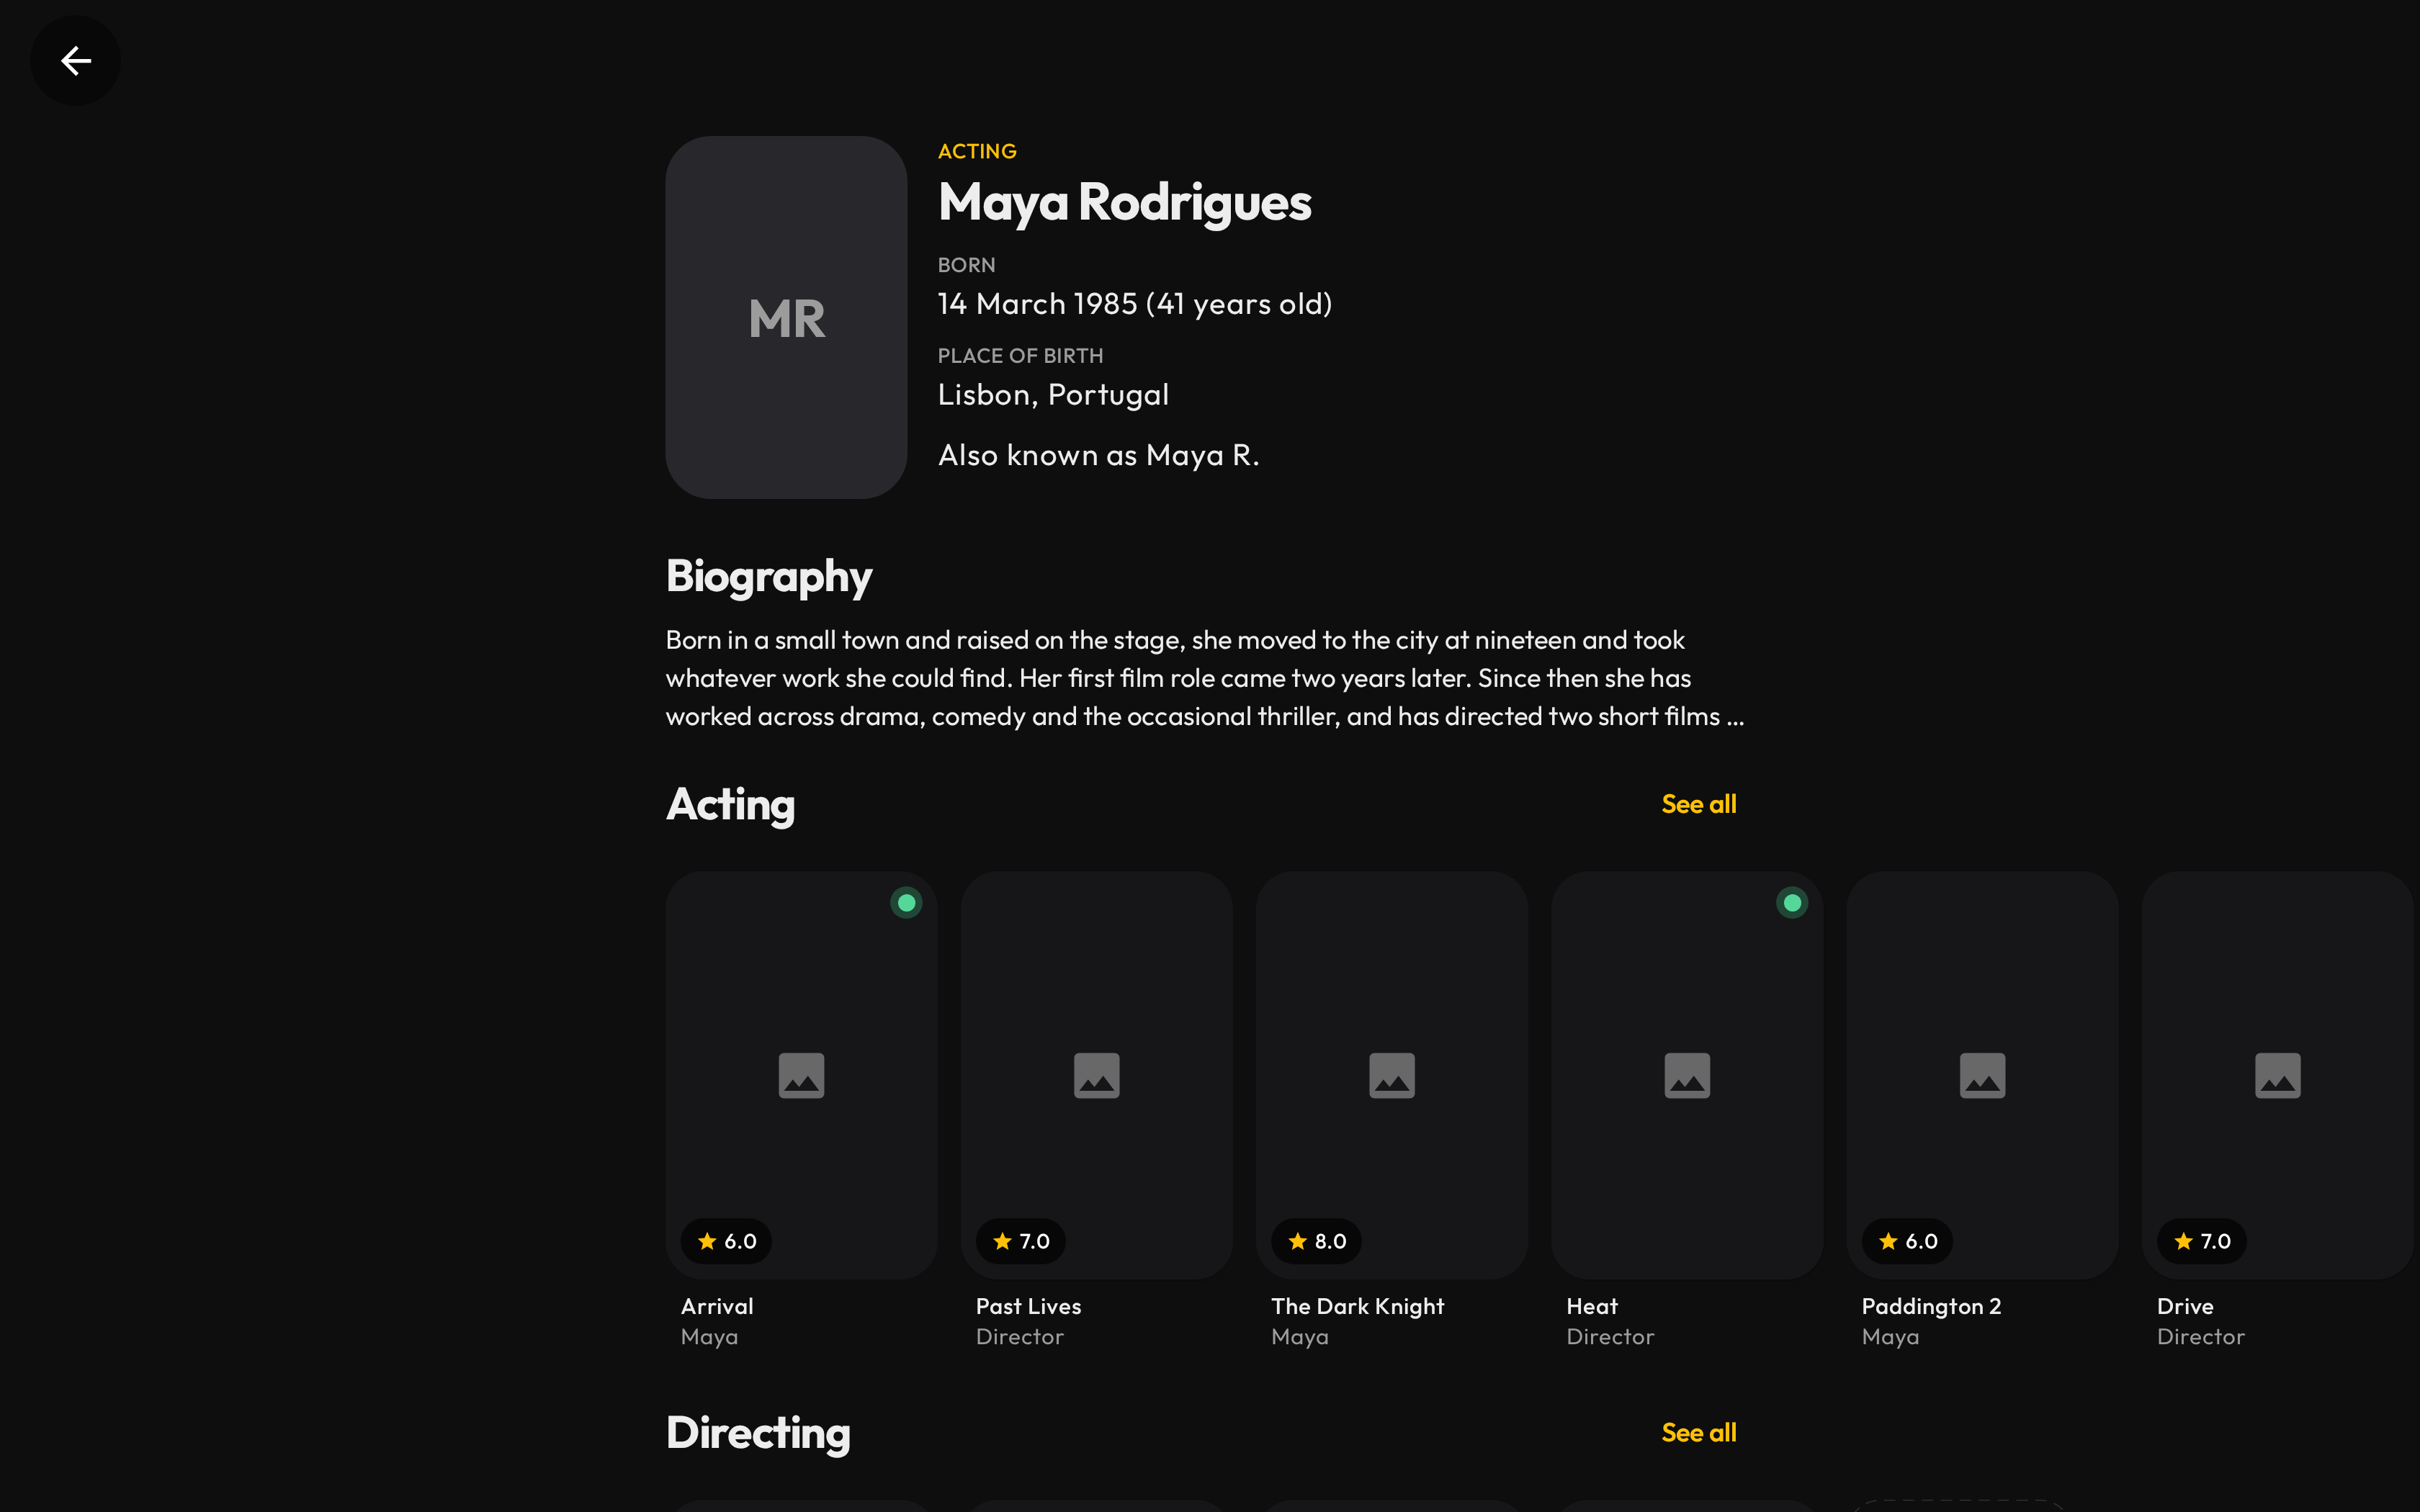 ACTING
Maya Rodrigues
MR
BORN
14 March 1985 (41 years old)
PLACE OF BIRTH
Lisbon, Portugal
Also known as Maya R.
Biography
Born in a small town and raised on the stage, she moved to the city at nineteen and took
whatever work she could find. Her first film role came two years later. Since then she has
worked across drama, comedy and the occasional thriller, and has directed two short films ...
Acting
See all
6.0
7.0
8.0
6.0
7.0
Arrival
Maya
Past Lives
Director
The Dark Knight
Maya
Heat
Director
Paddington 2
Maya
Drive
Director
Directing
See all